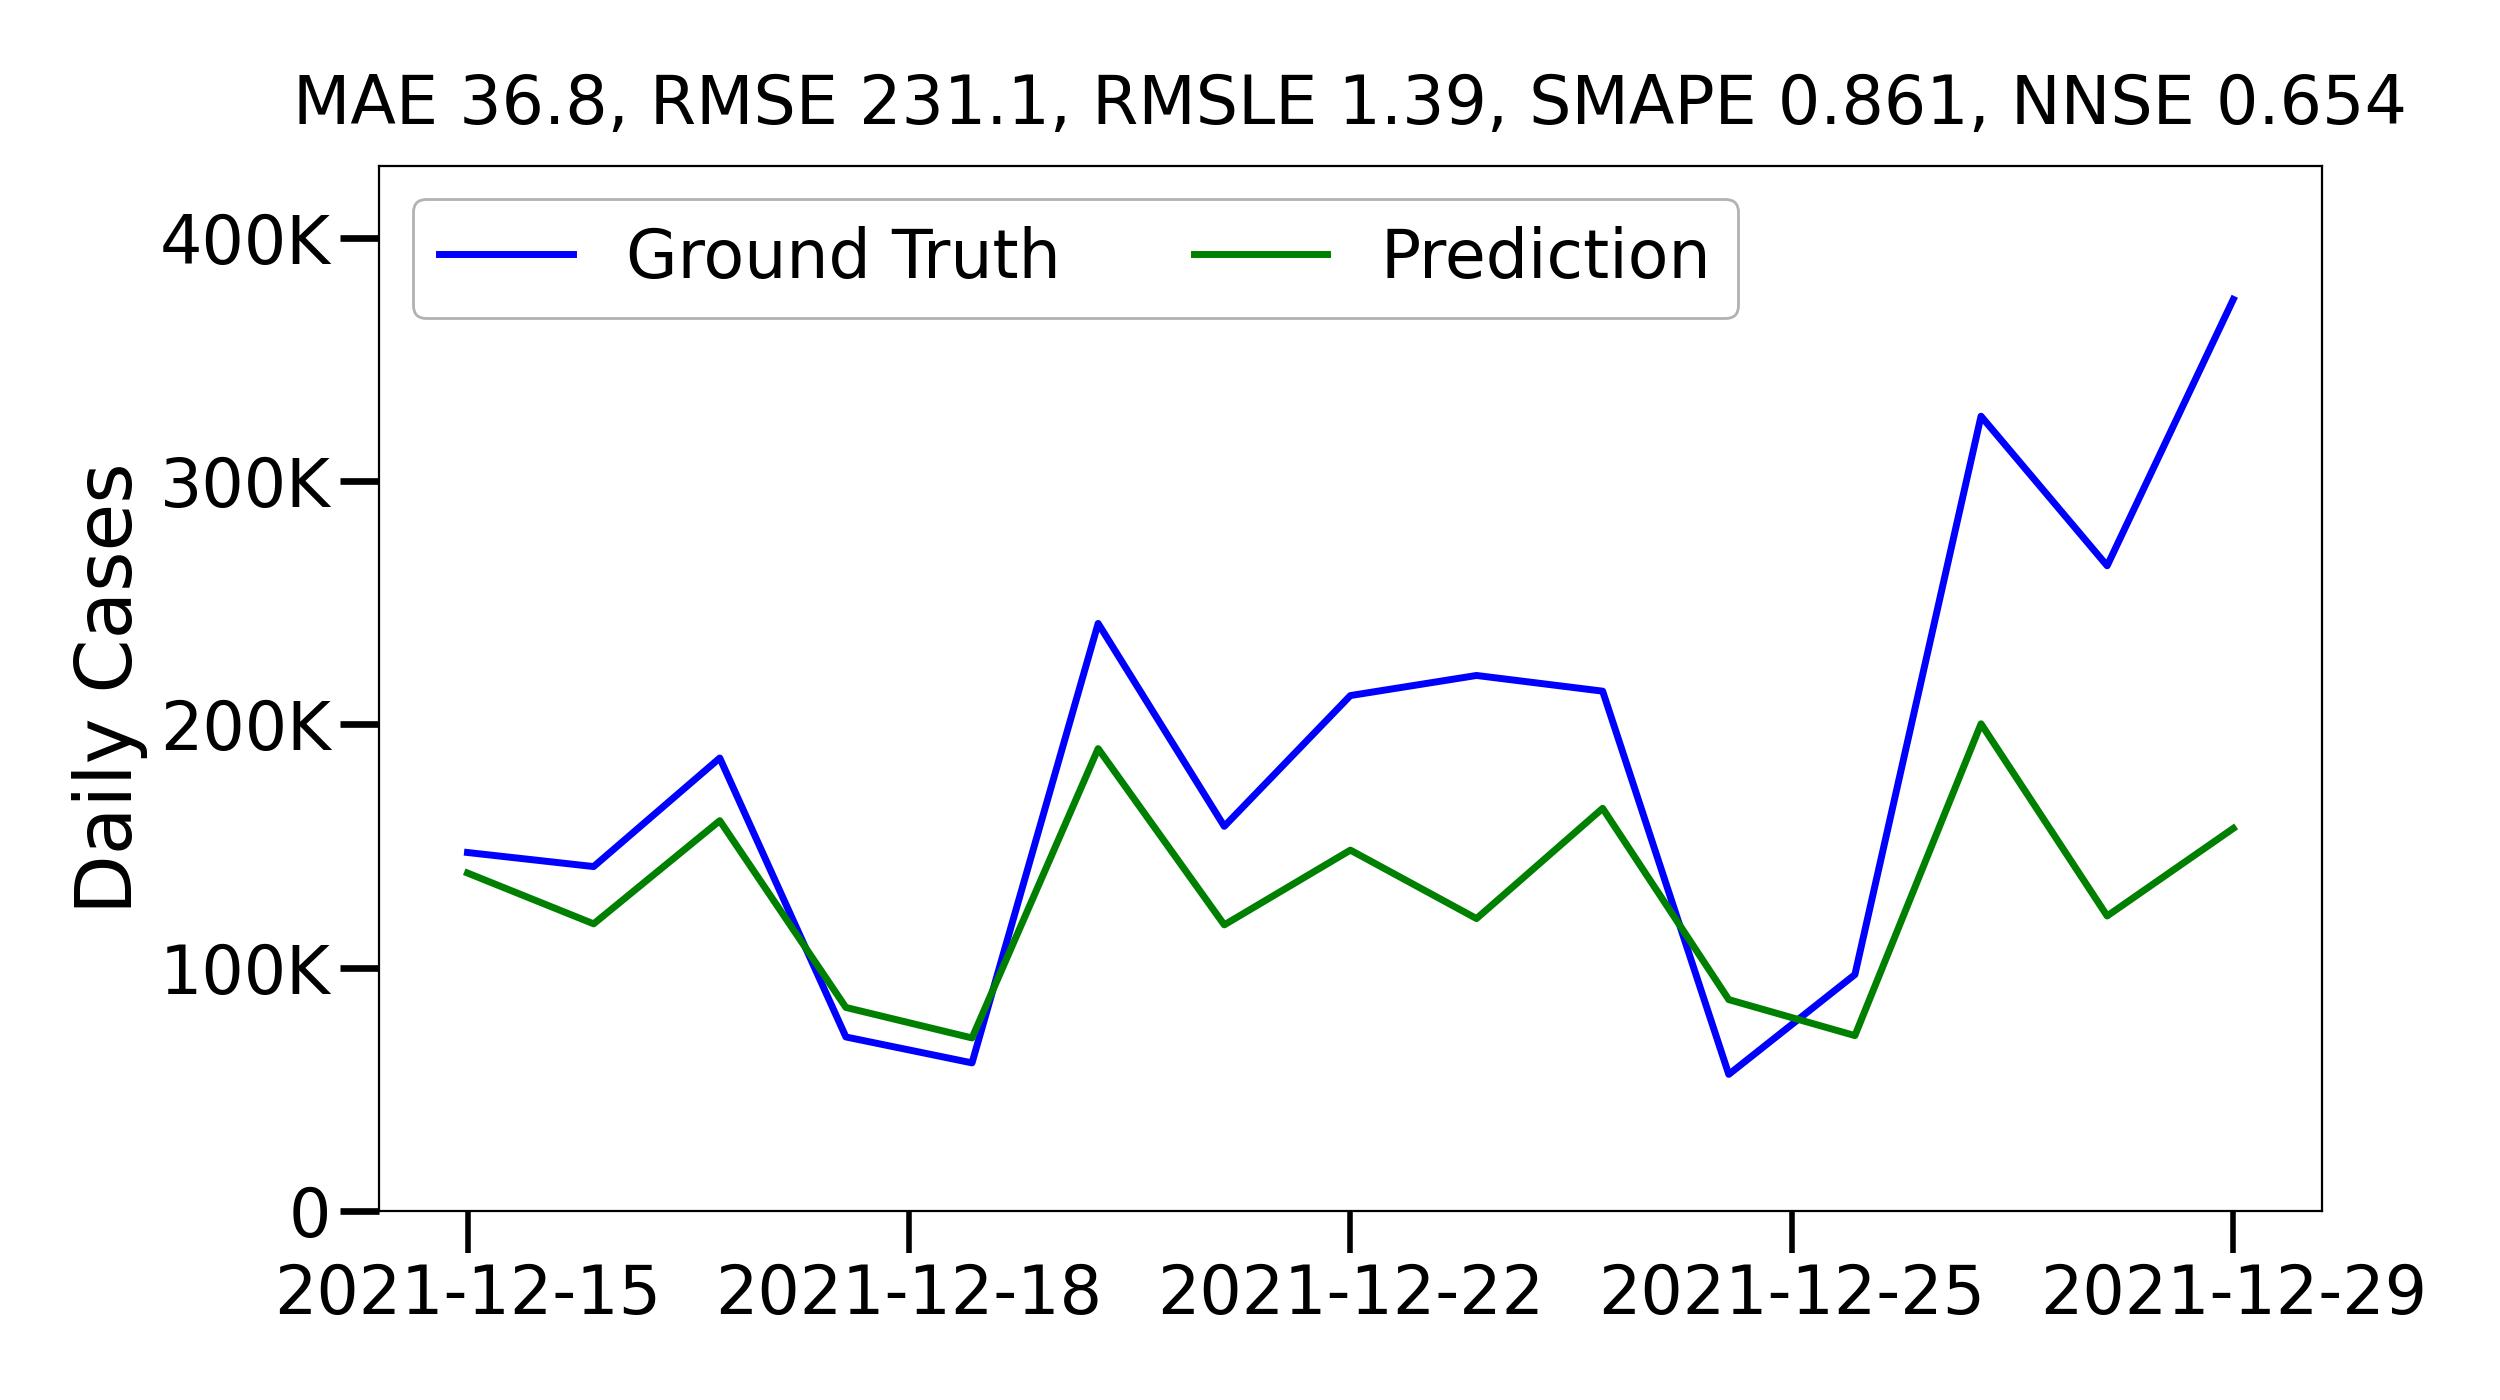 MAE 36.8, RMSE 231.1, RMSLE 1.39, SMAPE 0.861, NNSE 0.654
Ground Truth
Prediction
Daily Cases
400K
300K
200K
100K
0
2021-12-15
2021-12-18
2021-12-22
2021-12-25
2021-12-29